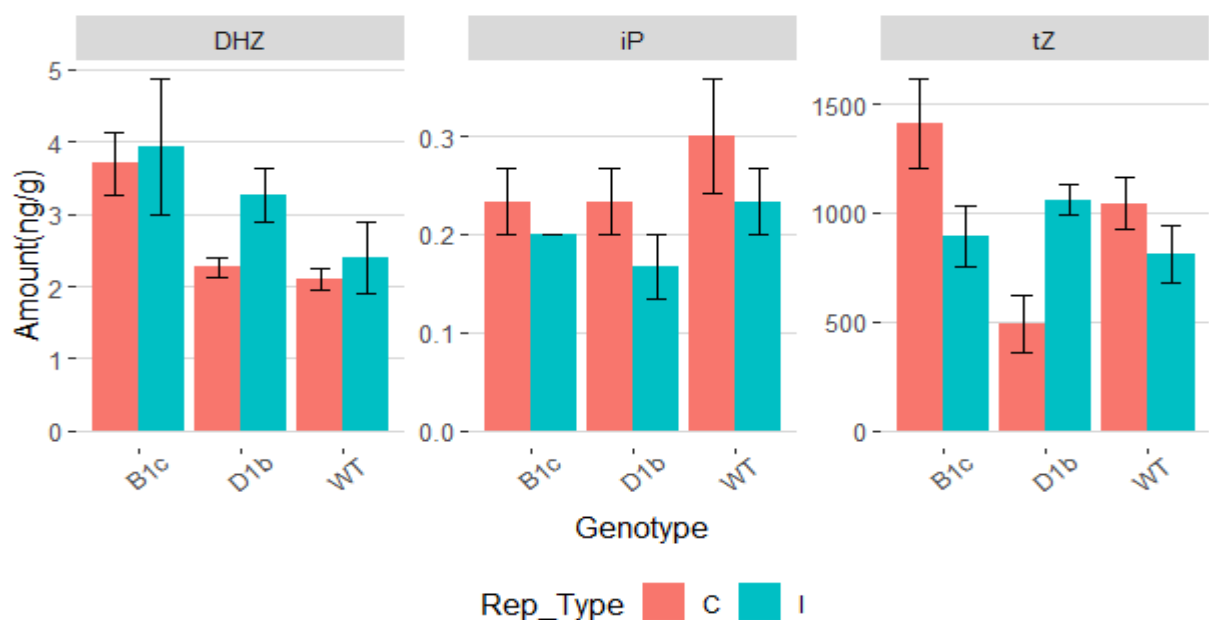 DHZ
iP
tZ
Amount(ng/g)
5
4
3
2
1
0
0.3
0.2
0.1
0.0
1500
1000
500
0
B1c
D1b
WT
B1c
D1b
WT
B1c
D1b
WT
Genotype
Rep_Type C I